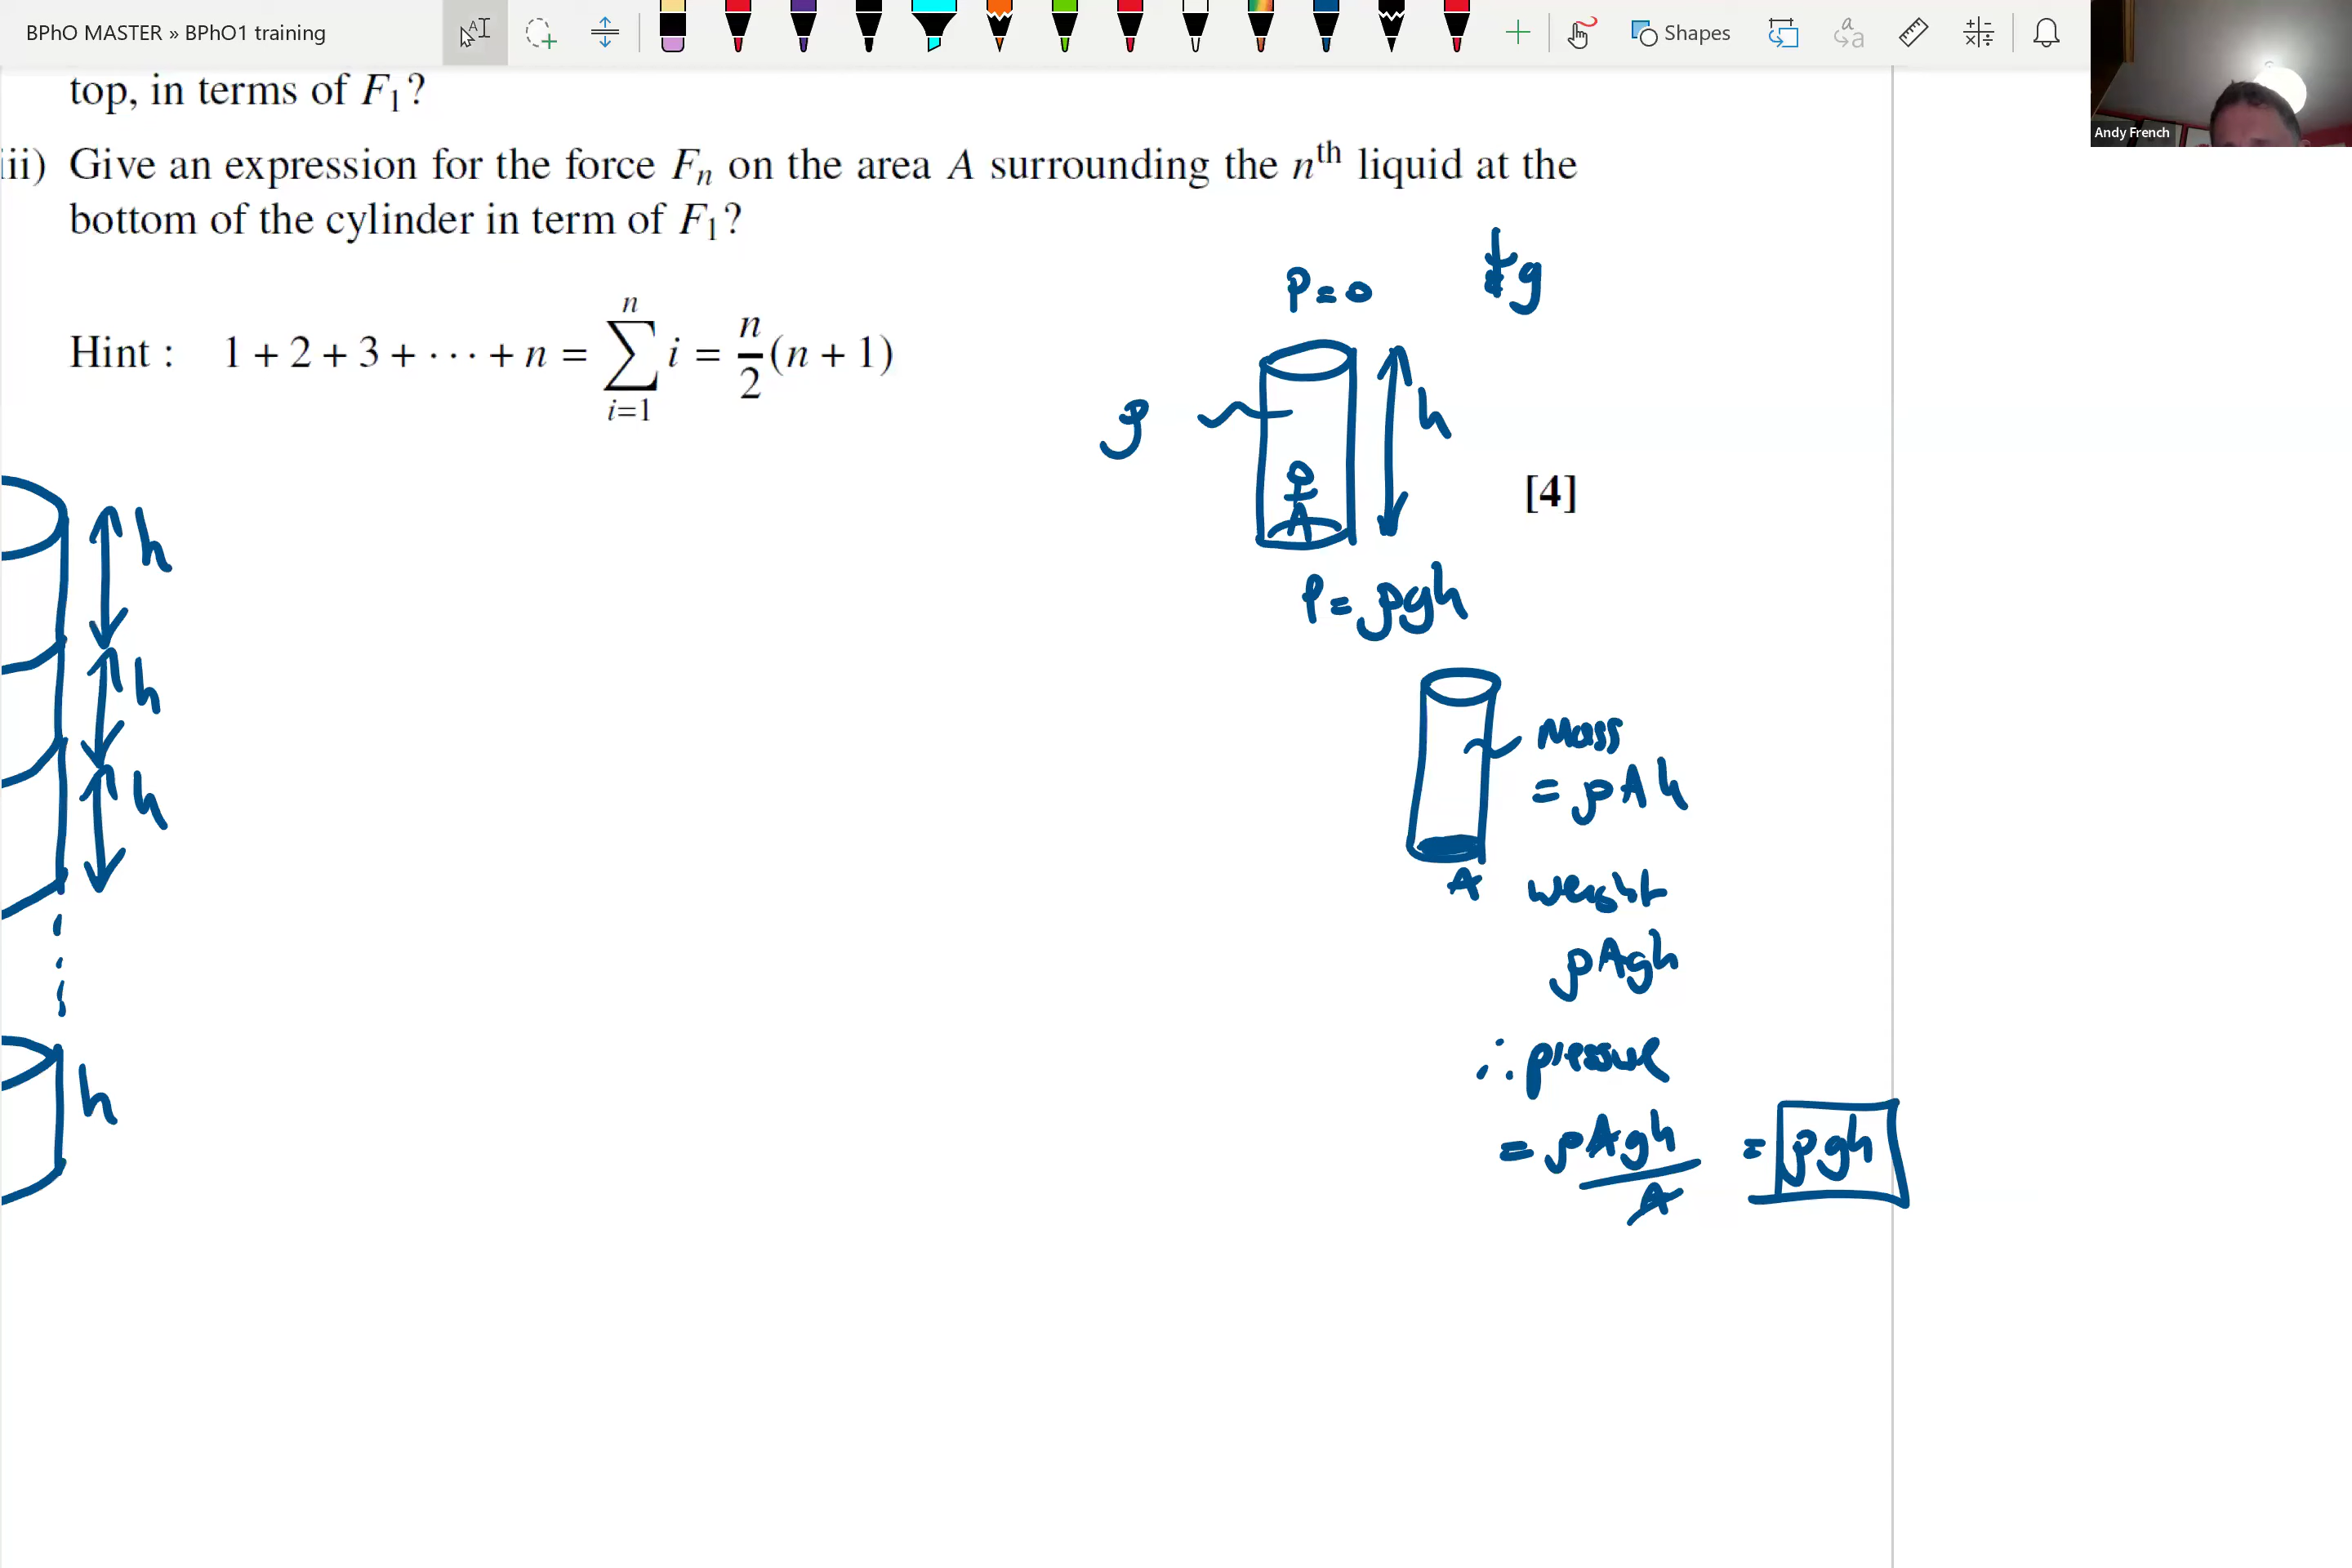 BPhO MASTER » BPhO1 training
Shapes
Andy French
top, in terms of F₁?
iii) Give an expression for the force Fₙ on the area A surrounding the nᵗʰ liquid at the
bottom of the cylinder in term of F₁?
Hint : 1 + 2 + 3 + · · · + n = ∑ᵢ₌₁ⁿ i = n/2 (n + 1)
[4]
P = 0
g
ρ
h
A
P = ρgh
h
h
h
h
Mass
= ρAh
A
weight
ρAgh
∴ pressure
= ρAgh/A = ρgh